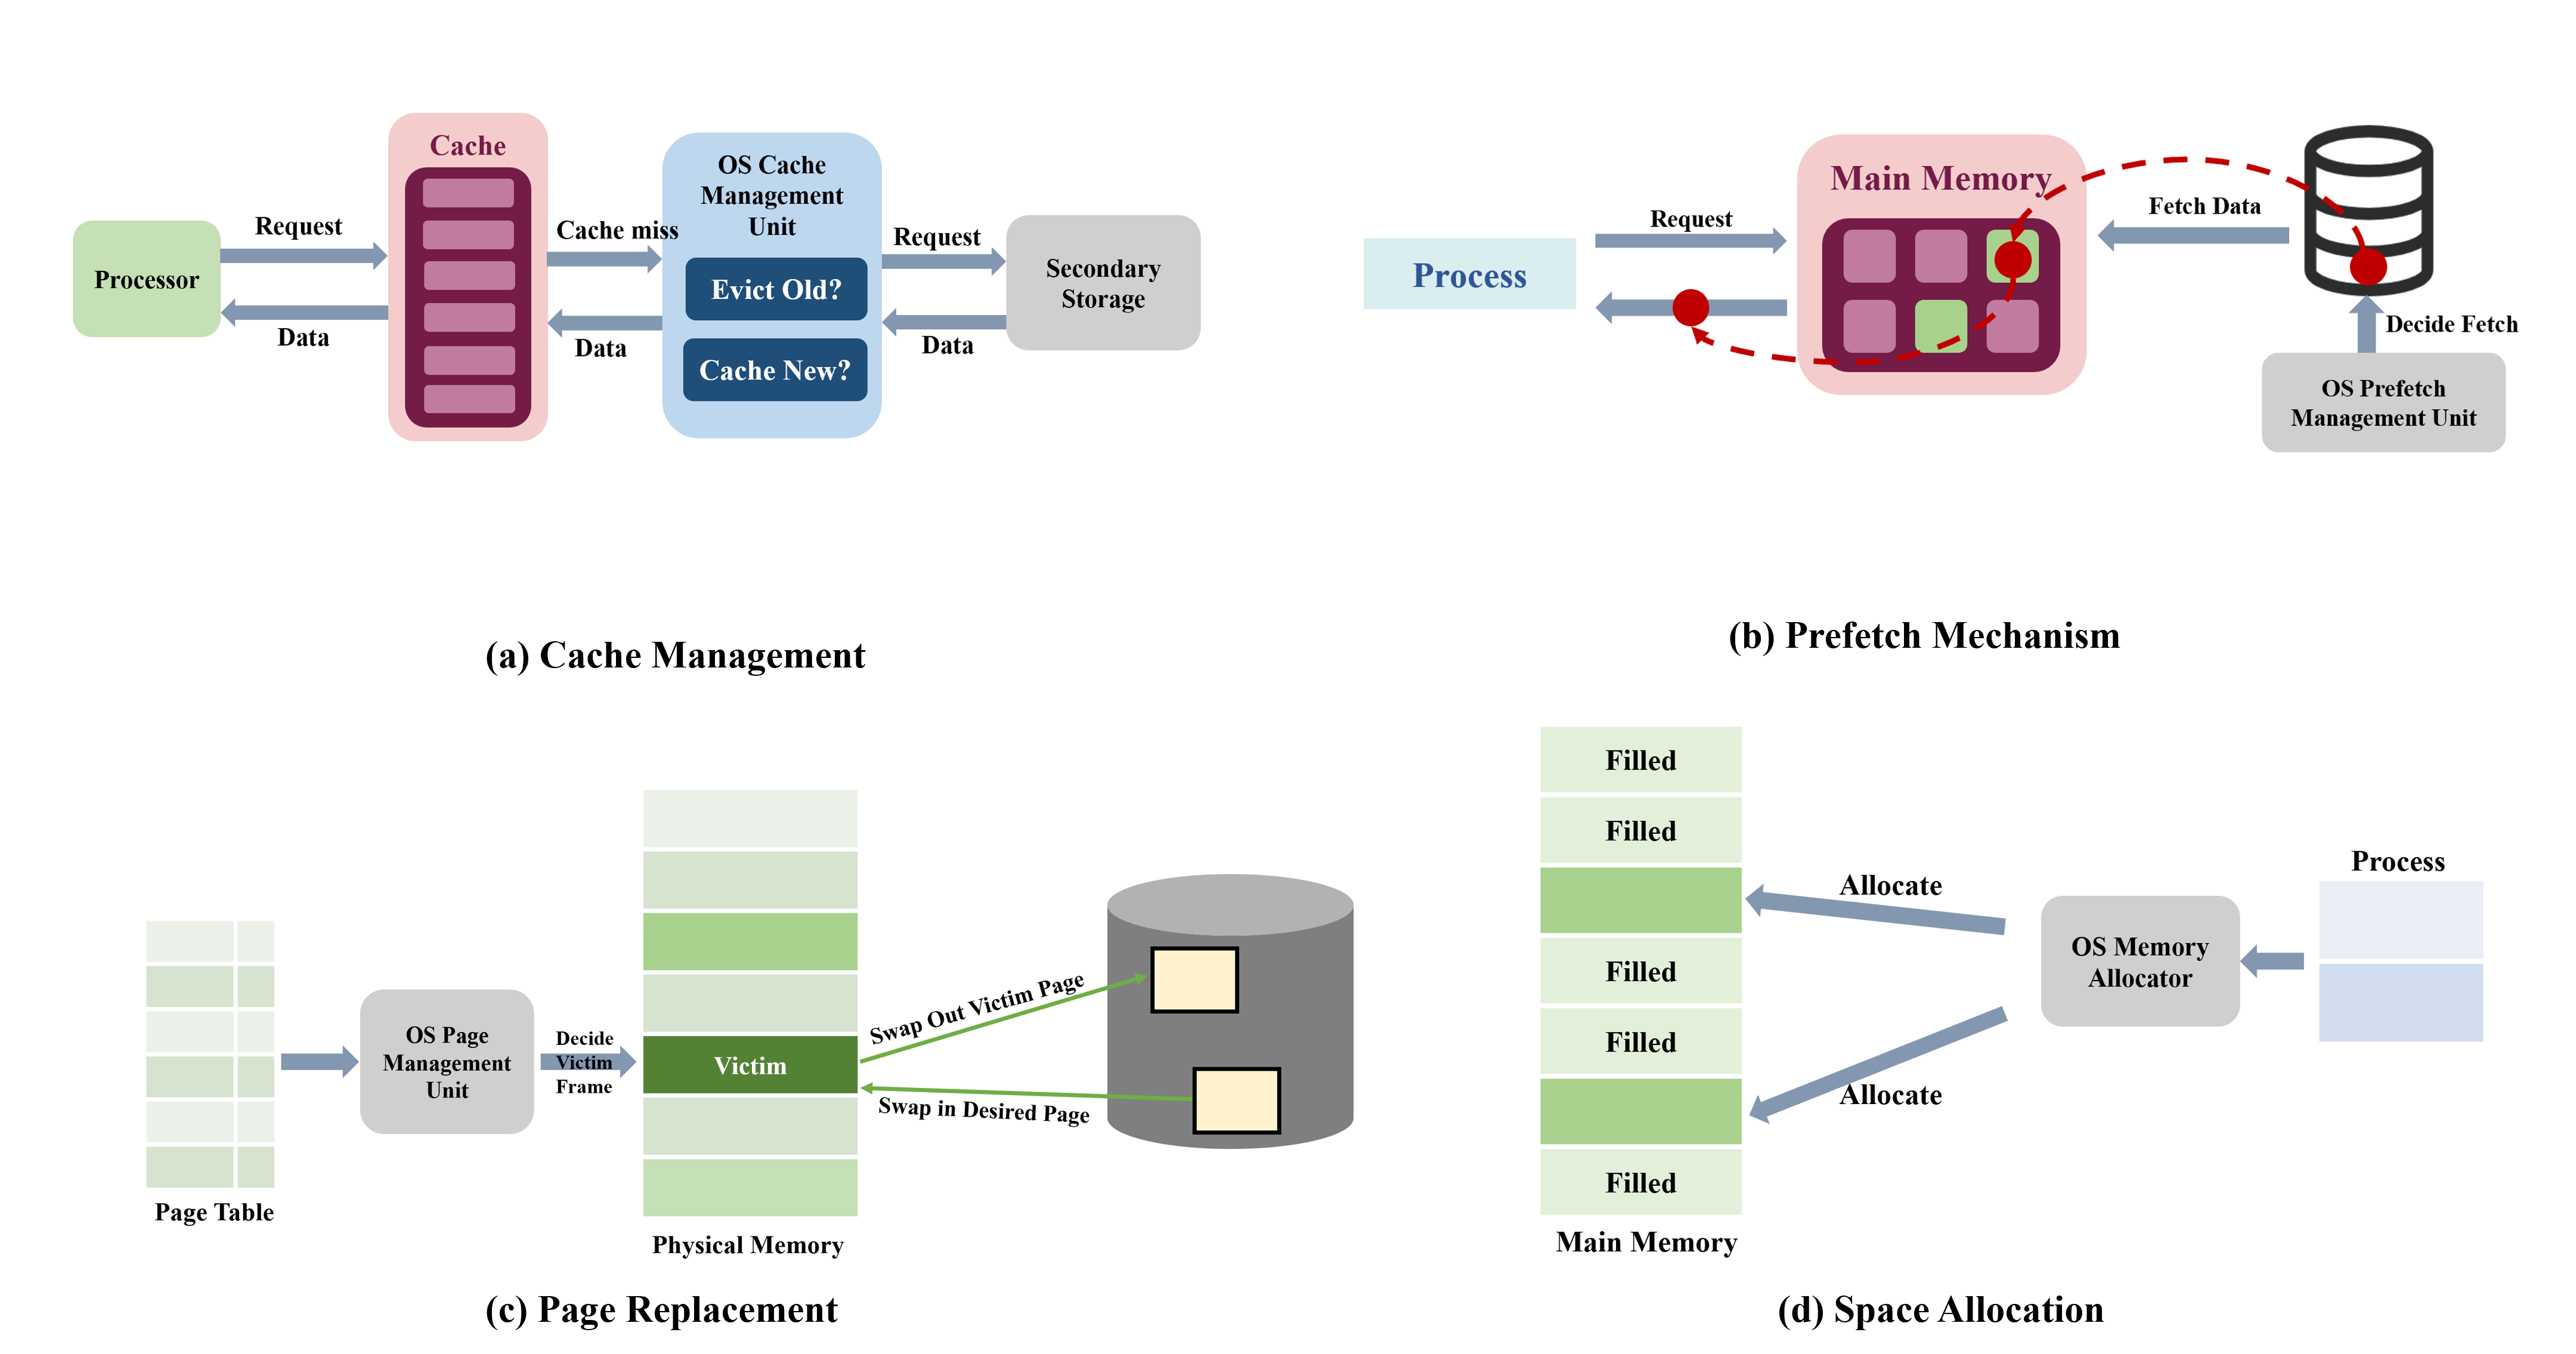 Cache
Processor
Request
Data
Cache miss
Data
OS Cache
Management
Unit
Evict Old?
Cache New?
Request
Data
Secondary
Storage
(a) Cache Management
Process
Request
Main Memory
Fetch Data
Decide Fetch
OS Prefetch
Management Unit
(b) Prefetch Mechanism
Page Table
OS Page
Management
Unit
Decide
Victim
Frame
Victim
Physical Memory
Swap Out Victim Page
Swap in Desired Page
(c) Page Replacement
Filled
Filled
Filled
Filled
Filled
Main Memory
Allocate
Allocate
OS Memory
Allocator
Process
(d) Space Allocation